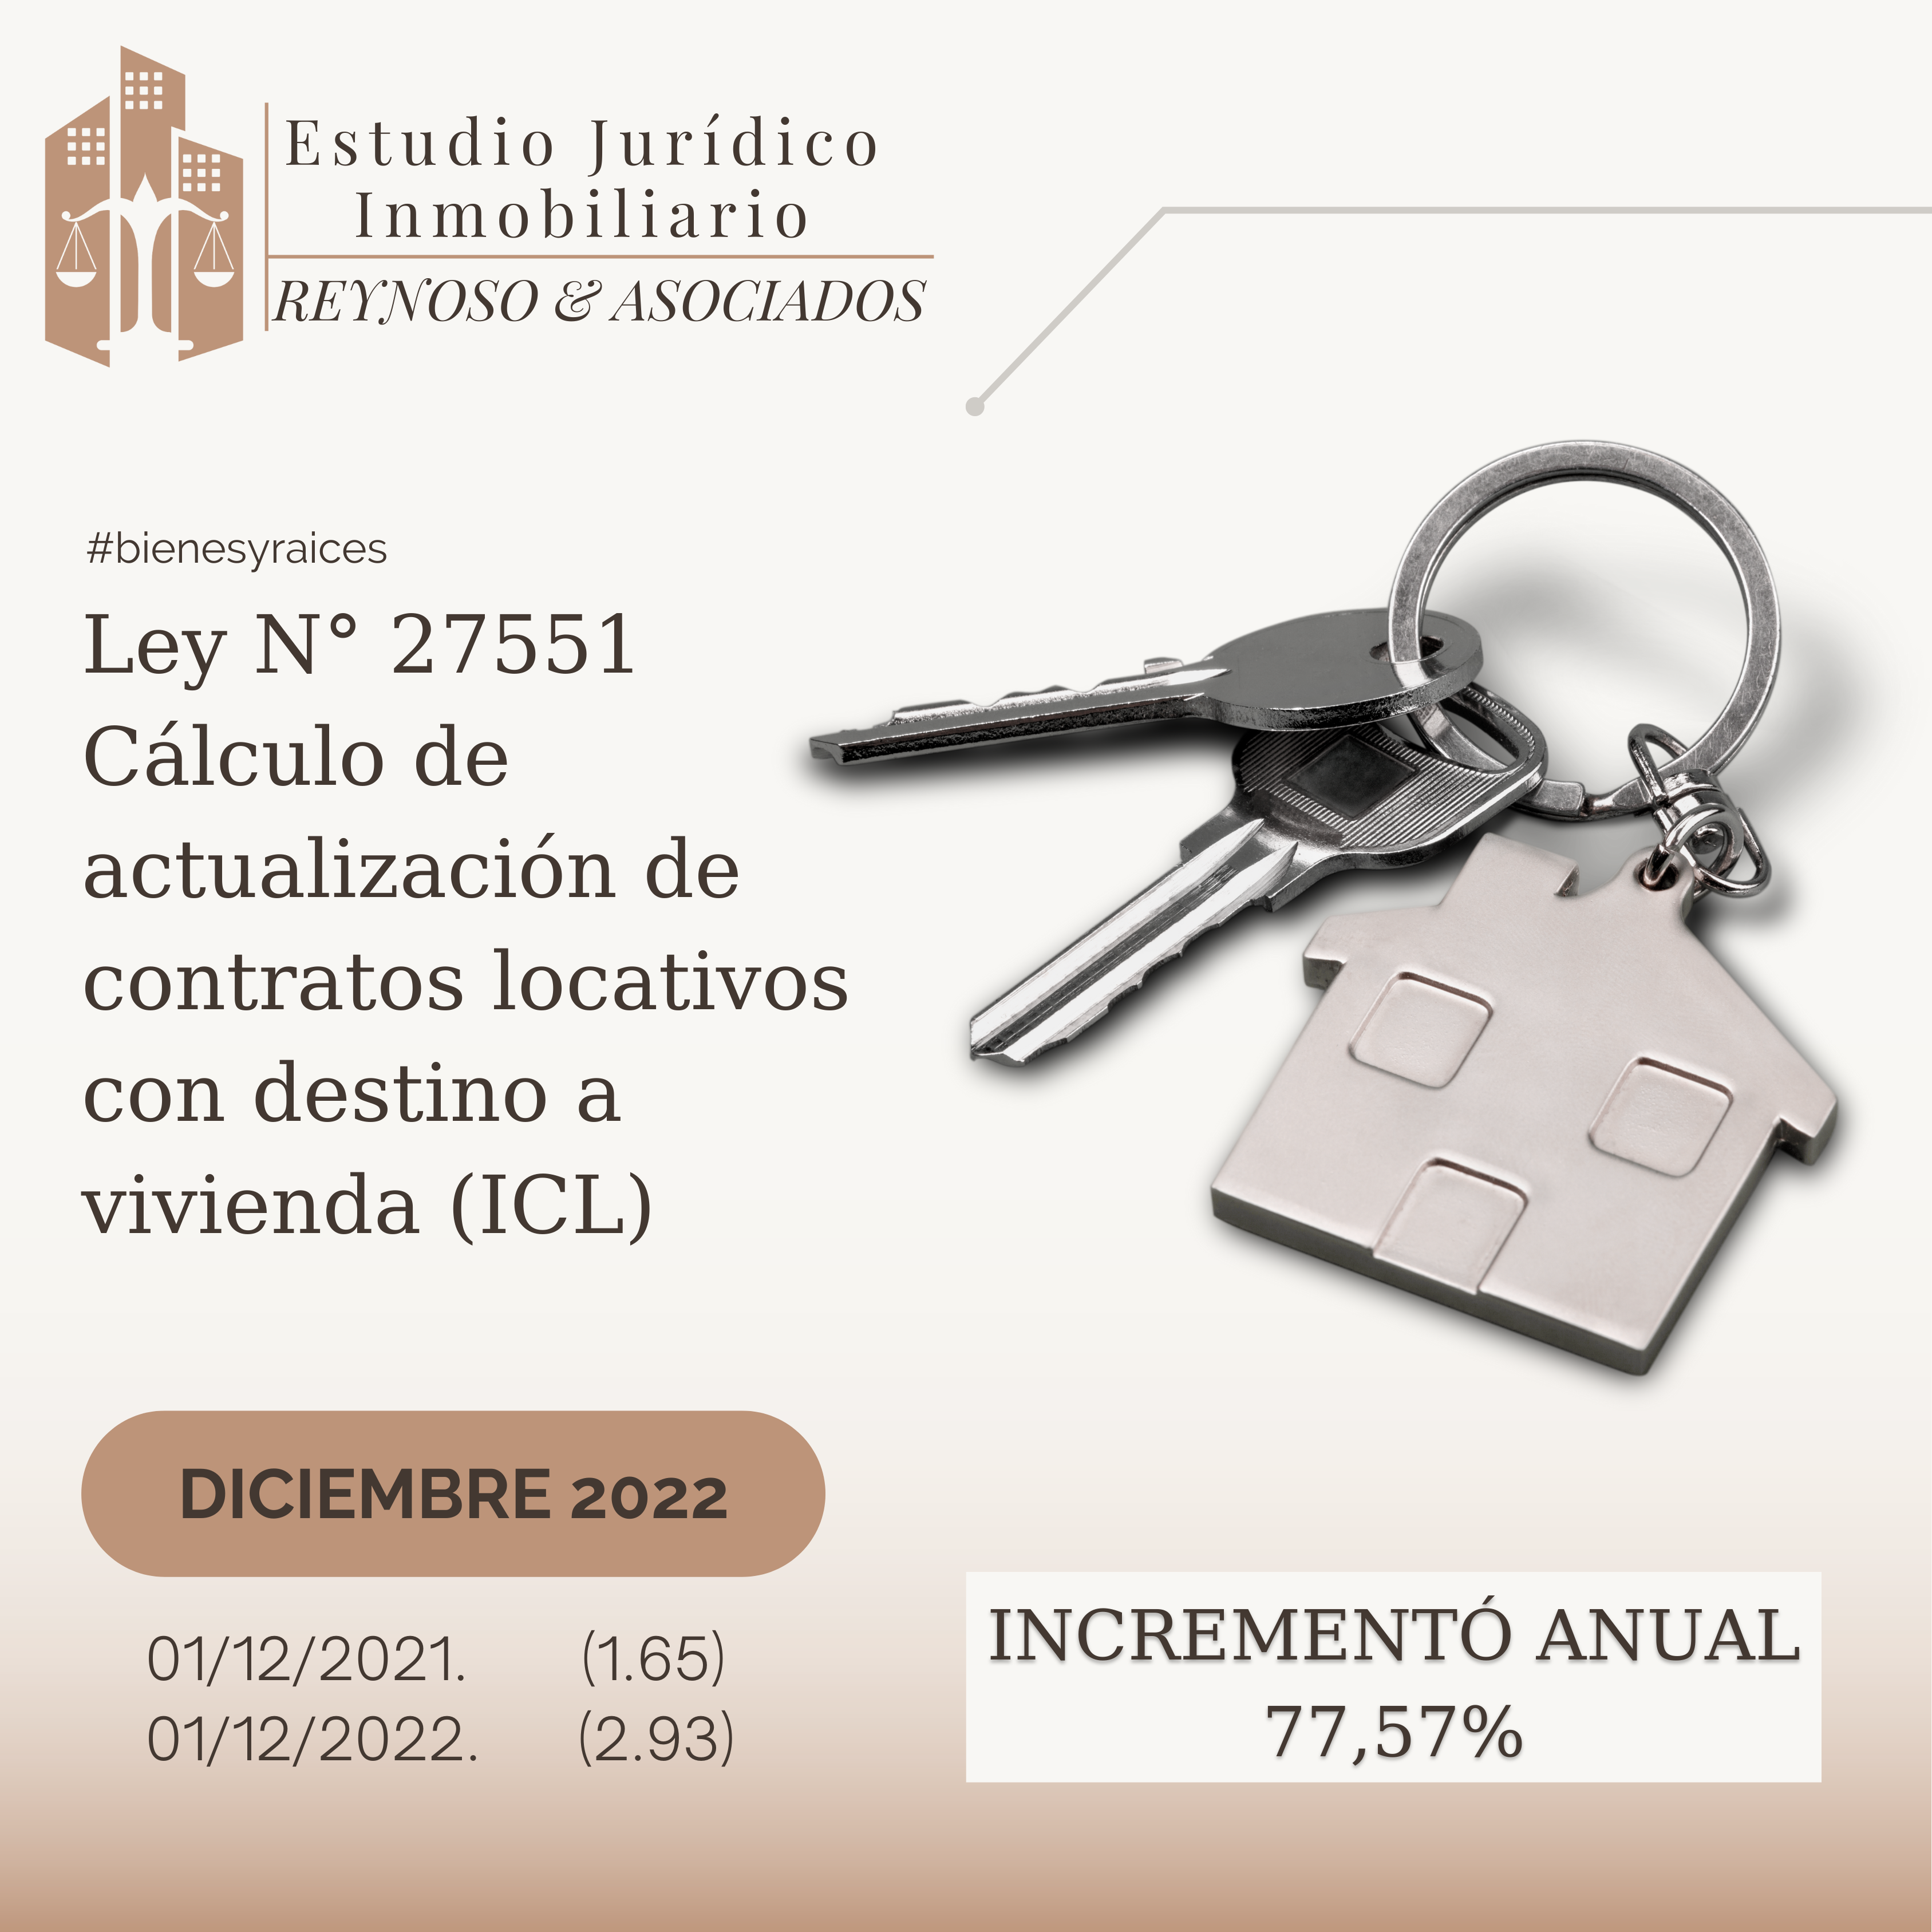 Estudio Jurídico
Inmobiliario
REYNOSO & ASOCIADOS
#bienesyraices
Ley N° 27551
Cálculo de
actualización de
contratos locativos
con destino a
vivienda (ICL)
DICIEMBRE 2022
01/12/2021. (1.65)
01/12/2022. (2.93)
INCREMENTÓ ANUAL
77,57%